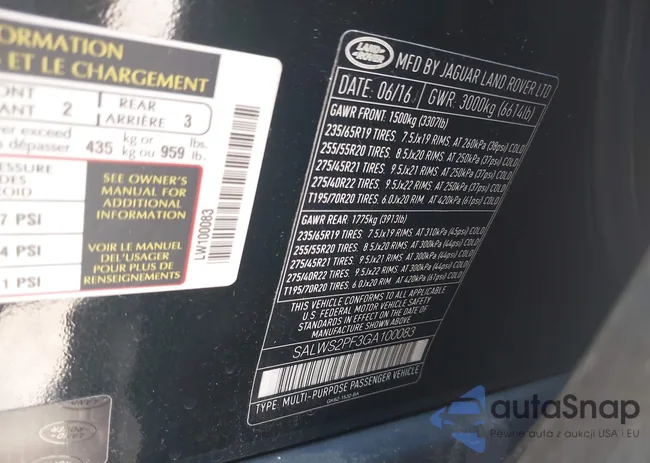 ORMATION
ET LE CHARGEMENT
ONT
ANT 2
REAR
ARRIÈRE 3
ver exceed
dépasser 435 kg or
kg ou 959 lbs.
lb.
7 PSI
4 PSI
1 PSI
SEE OWNER'S
MANUAL FOR
ADDITIONAL
INFORMATION
VOIR LE MANUEL
DE L'USAGER
POUR PLUS DE
RENSEIGNEMENTS
LW100083
LAND
ROVER
MFD BY JAGUAR LAND ROVER LTD
DATE: 06/16 GWR: 3000kg (6614lb)
GAWR FRONT: 1500kg (3307lb)
235/65R19 TIRES 7.5Jx19 RIMS AT 260kPa (38psi) COLD
255/55R20 TIRES 8.5Jx20 RIMS AT 250kPa (37psi) COLD
275/45R21 TIRES 9.5Jx21 RIMS AT 250kPa (37psi) COLD
275/40R22 TIRES 9.5Jx22 RIMS AT 250kPa (37psi) COLD
T195/70R20 TIRES 6.0Jx20 RIM AT 420kPa (61psi) COLD
GAWR REAR: 1775kg (3913lb)
235/65R19 TIRES 7.5Jx19 RIMS AT 310kPa (45psi) COLD
255/55R20 TIRES 8.5Jx20 RIMS AT 300kPa (44psi) COLD
275/45R21 TIRES 9.5Jx21 RIMS AT 300kPa (44psi) COLD
275/40R22 TIRES 9.5Jx22 RIMS AT 300kPa (44psi) COLD
T195/70R20 TIRES 6.0Jx20 RIM AT 420kPa (61psi) COLD
THIS VEHICLE CONFORMS TO ALL APPLICABLE
U.S. FEDERAL MOTOR VEHICLE SAFETY
STANDARDS IN EFFECT ON THE DATE OF
MANUFACTURE SHOWN ABOVE
SALWS2PF3GA100083
TYPE: MULTI-PURPOSE PASSENGER VEHICLE
autaSnap
Pewne auta z aukcji USA i EU